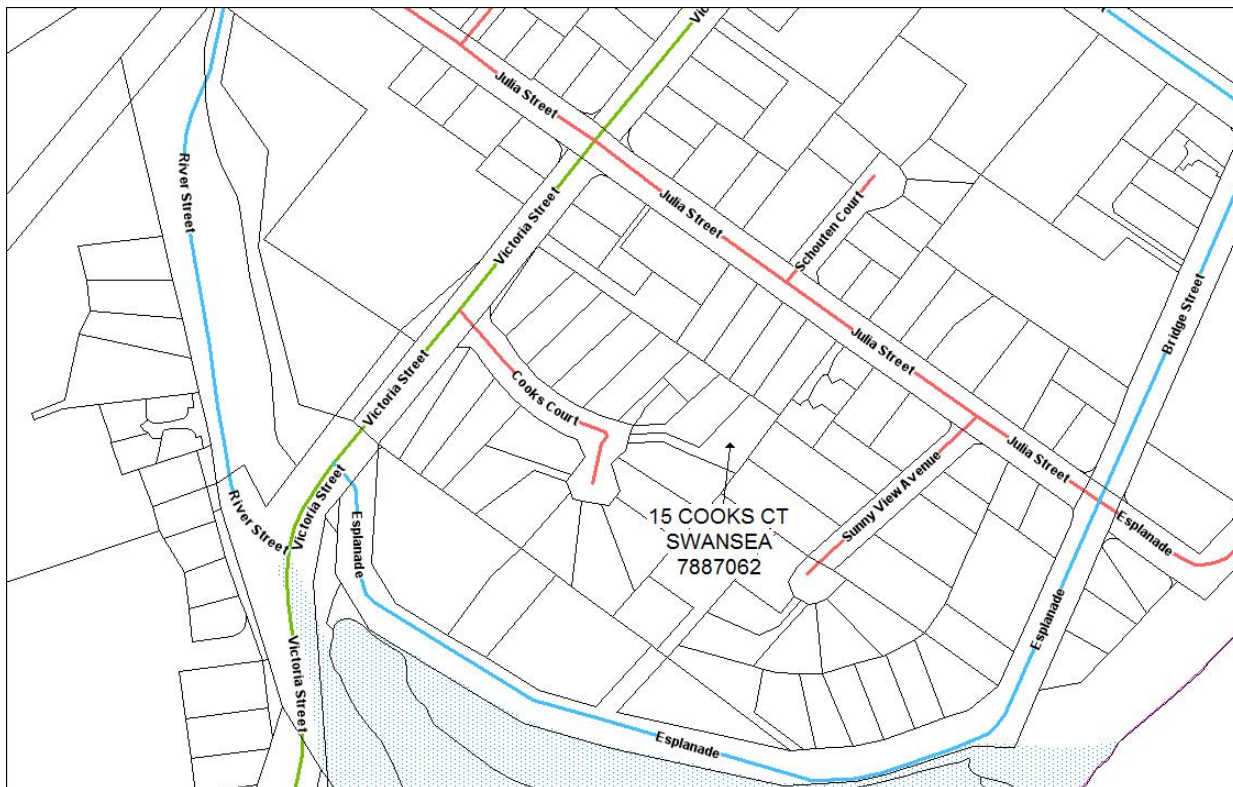 Julia Street
Victoria Street
River Street
Julia Street
Schouten Court
Victoria Street
Bridge Street
Julia Street
Victoria Street
Cooks Court
Julia Street
Sunny View Avenue
River Street
Victoria Street
Esplanade
15 COOKS CT
SWANSEA
7887062
Esplanade
Esplanade
Victoria Street
Esplanade